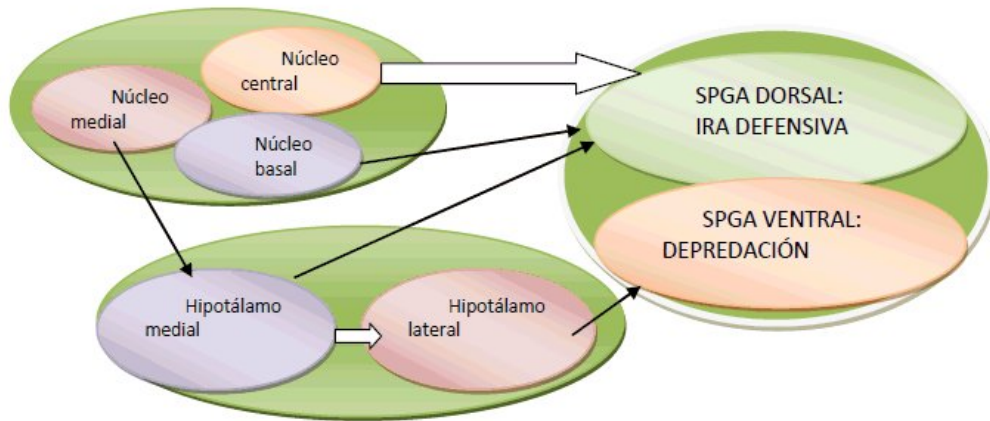 Núcleo
central
Núcleo
medial
Núcleo
basal
SPGA DORSAL:
IRA DEFENSIVA
SPGA VENTRAL:
DEPREDACIÓN
Hipotálamo
medial
Hipotálamo
lateral